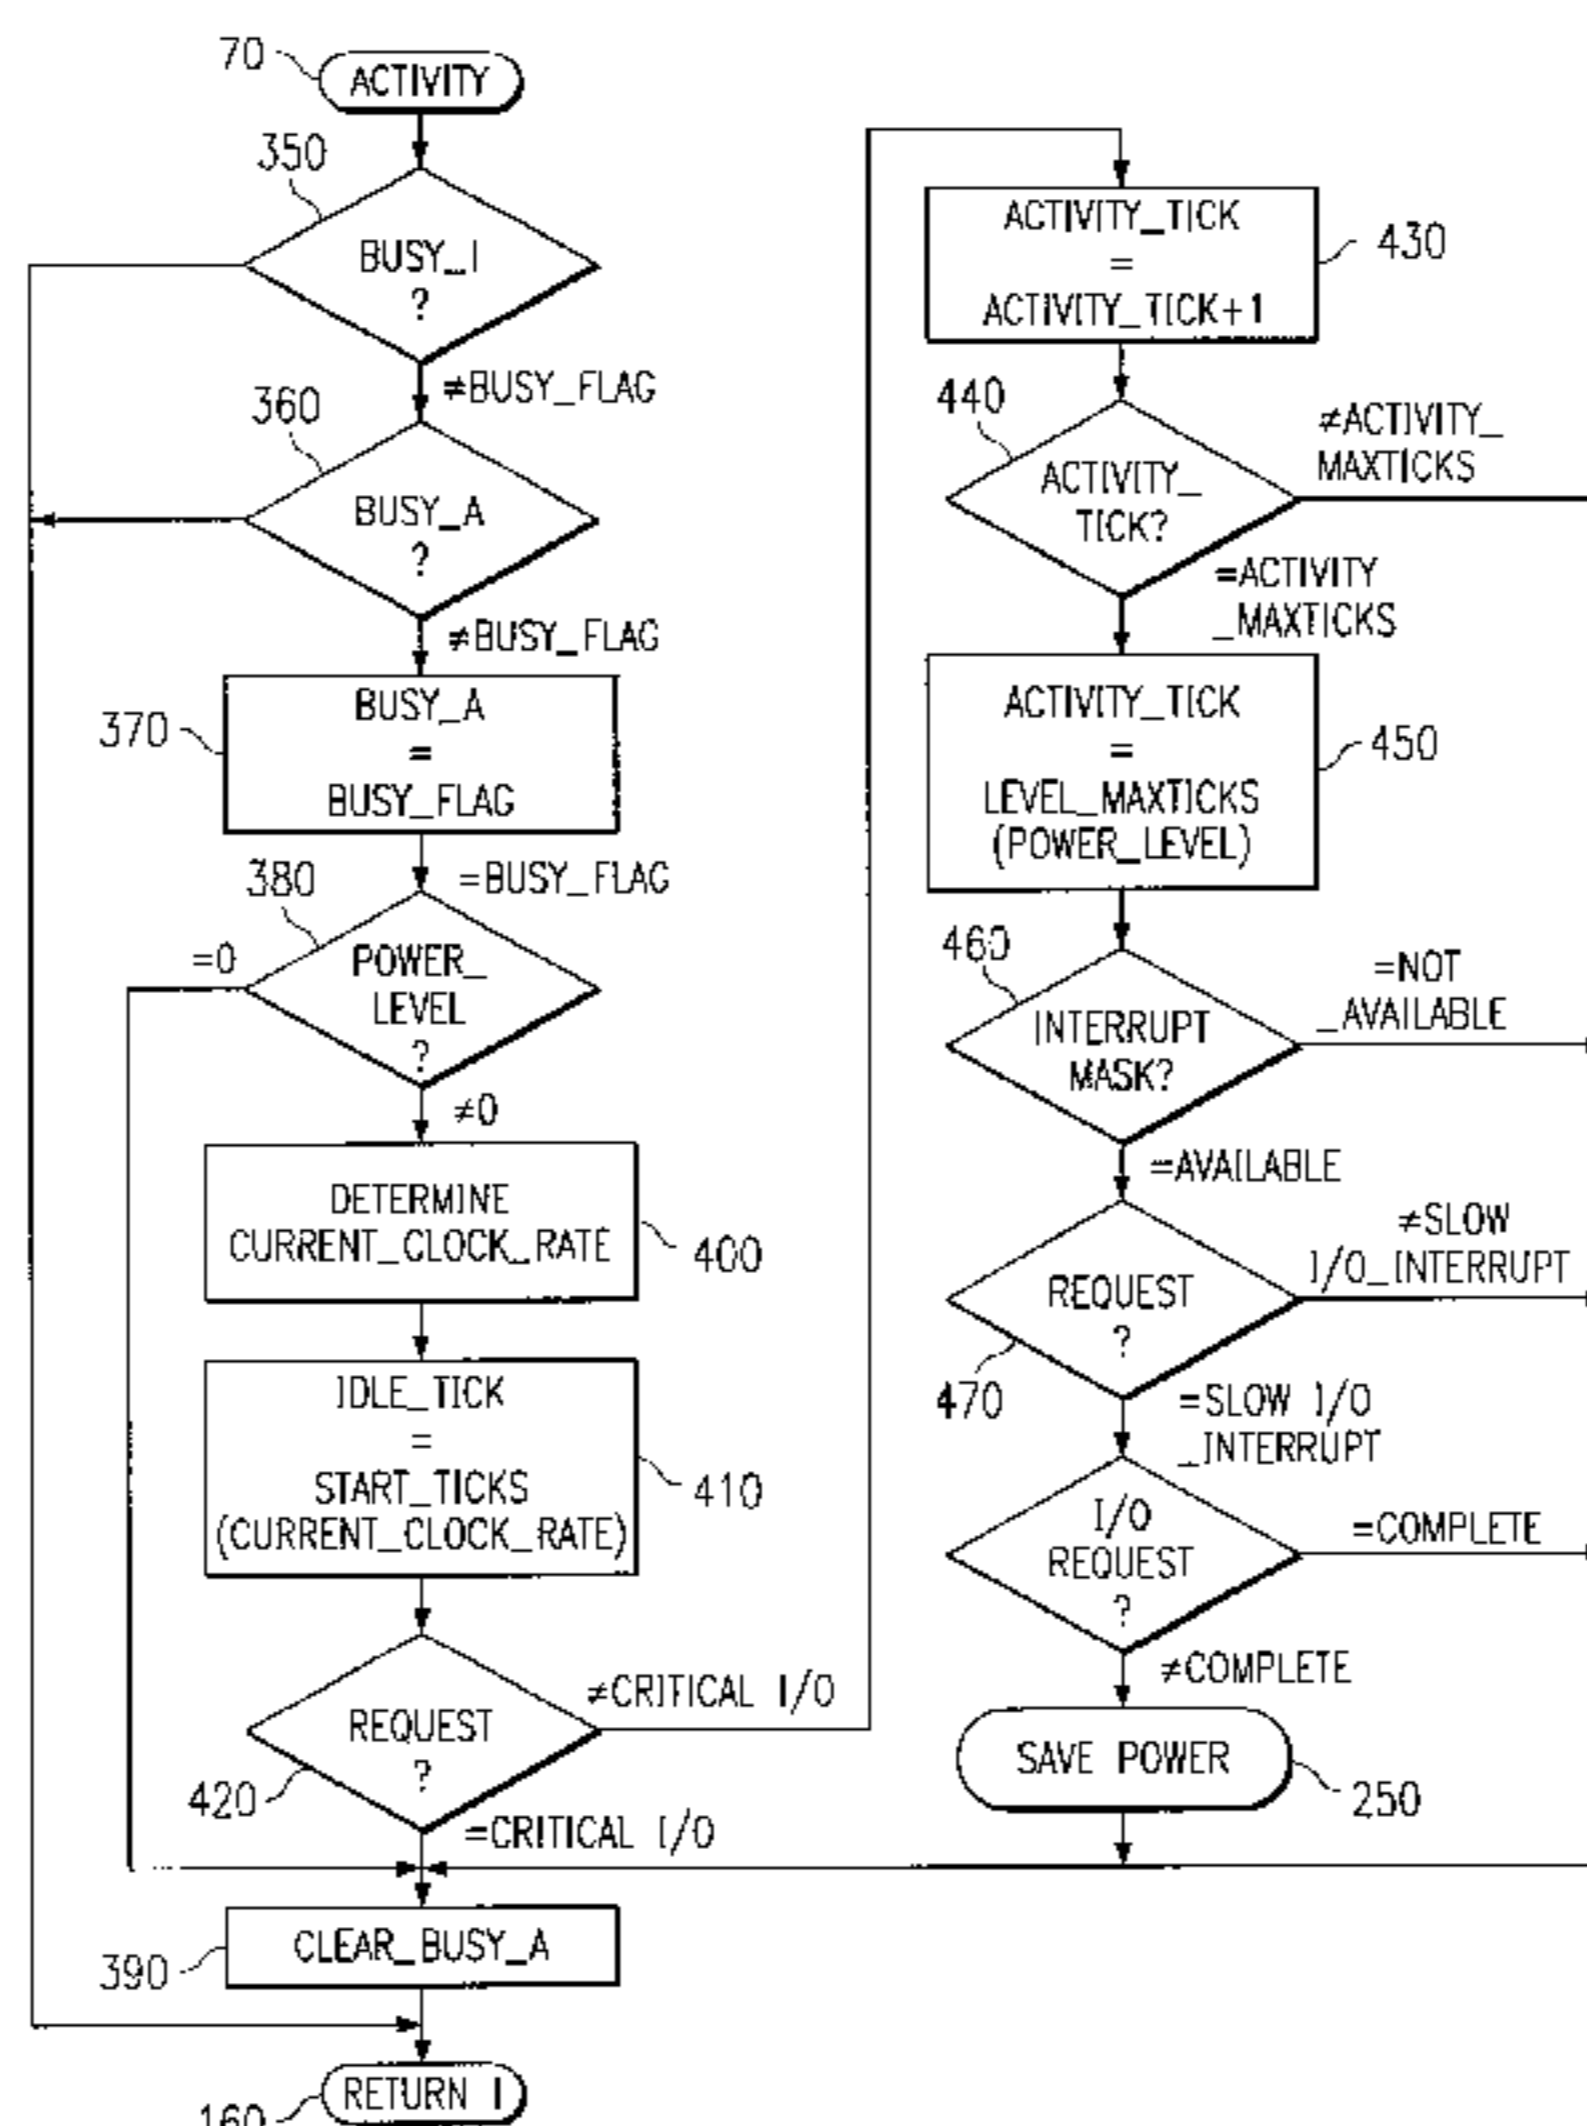 70
ACTIVITY
350
BUSY_I
?
≠BUSY_FLAG
360
BUSY_A
?
≠BUSY_FLAG
370
BUSY_A
=
BUSY_FLAG
=BUSY_FLAG
380
=0
POWER_
LEVEL
?
≠0
DETERMINE
CURRENT_CLOCK_RATE
400
IDLE_TICK
=
START_TICKS
(CURRENT_CLOCK_RATE)
410
REQUEST
?
420
≠CRITICAL I/O
=CRITICAL I/O
CLEAR_BUSY_A
390
RETURN I
160
ACTIVITY_TICK
=
ACTIVITY_TICK+1
430
440
ACTIVITY_
TICK?
≠ACTIVITY_
MAXTICKS
=ACTIVITY
_MAXTICKS
ACTIVITY_TICK
=
LEVEL_MAXTICKS
(POWER_LEVEL)
450
460
INTERRUPT
MASK?
=NOT
_AVAILABLE
=AVAILABLE
REQUEST
?
470
≠SLOW
I/O_INTERRUPT
=SLOW I/O
_INTERRUPT
I/O
REQUEST
?
=COMPLETE
≠COMPLETE
SAVE POWER
250